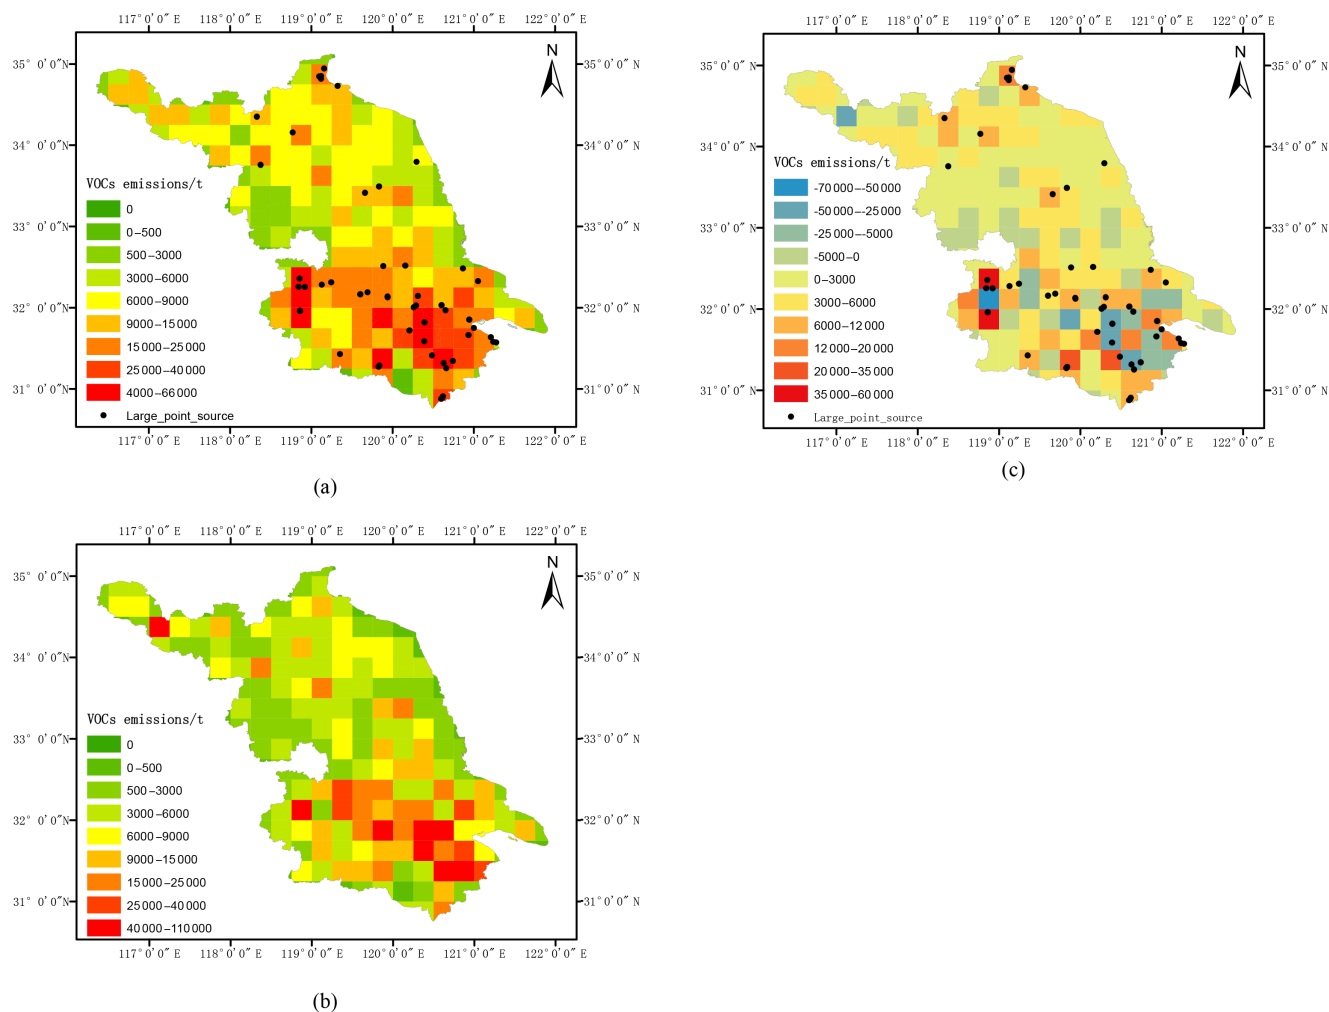 117° 0'0" E 118° 0'0" E 119° 0'0" E 120° 0'0" E 121° 0'0" E 122° 0'0" E
N
35° 0'0"N
34° 0'0"N
33° 0'0"N
32° 0'0"N
31° 0'0"N
VOCs emissions/t
0
0–500
500–3000
3000–6000
6000–9000
9000–15 000
15 000–25 000
25 000–40 000
4000–66 000
Large_point_source
35° 0'0"N
34° 0'0"N
33° 0'0"N
32° 0'0"N
31° 0'0"N
117° 0'0" E 118° 0'0" E 119° 0'0" E 120° 0'0" E 121° 0'0" E 122° 0'0" E
(a)
117° 0'0" E 118° 0'0" E 119° 0'0" E 120° 0'0" E 121° 0'0" E 122° 0'0" E
N
35° 0'0"N
34° 0'0"N
33° 0'0"N
32° 0'0"N
31° 0'0"N
VOCs emissions/t
-70 000–-50 000
-50 000–-25 000
-25 000–-5000
-5000–0
0–3000
3000–6000
6000–12 000
12 000–20 000
20 000–35 000
35 000–60 000
Large_point_source
35° 0'0"N
34° 0'0"N
33° 0'0"N
32° 0'0"N
31° 0'0"N
117° 0'0" E 118° 0'0" E 119° 0'0" E 120° 0'0" E 121° 0'0" E 122° 0'0" E
(c)
117° 0'0" E 118° 0'0" E 119° 0'0" E 120° 0'0" E 121° 0'0" E 122° 0'0" E
N
35° 0'0"N
34° 0'0"N
33° 0'0"N
32° 0'0"N
31° 0'0"N
VOCs emissions/t
0
0–500
500–3000
3000–6000
6000–9000
9000–15 000
15 000–25 000
25 000–40 000
40 000–110 000
35° 0'0"N
34° 0'0"N
33° 0'0"N
32° 0'0"N
31° 0'0"N
117° 0'0" E 118° 0'0" E 119° 0'0" E 120° 0'0" E 121° 0'0" E 122° 0'0" E
(b)